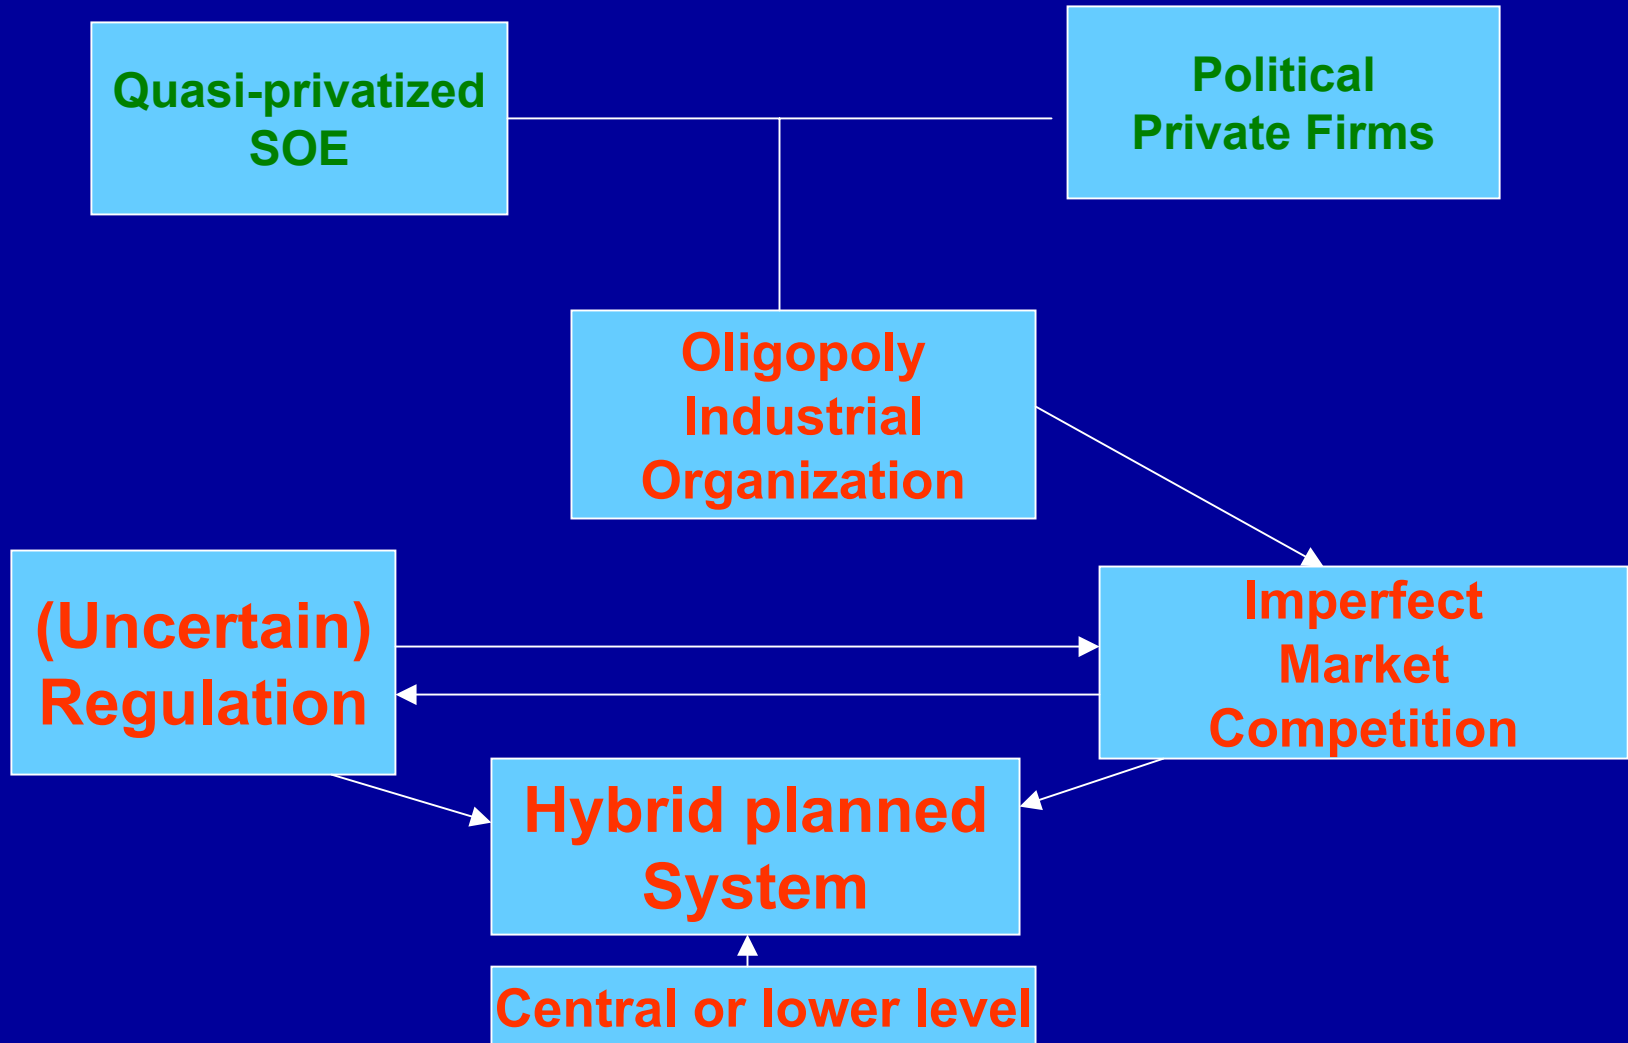 Quasi-privatized
SOE
Political
Private Firms
Oligopoly
Industrial
Organization
(Uncertain)
Regulation
Imperfect
Market
Competition
Hybrid planned
System
Central or lower level